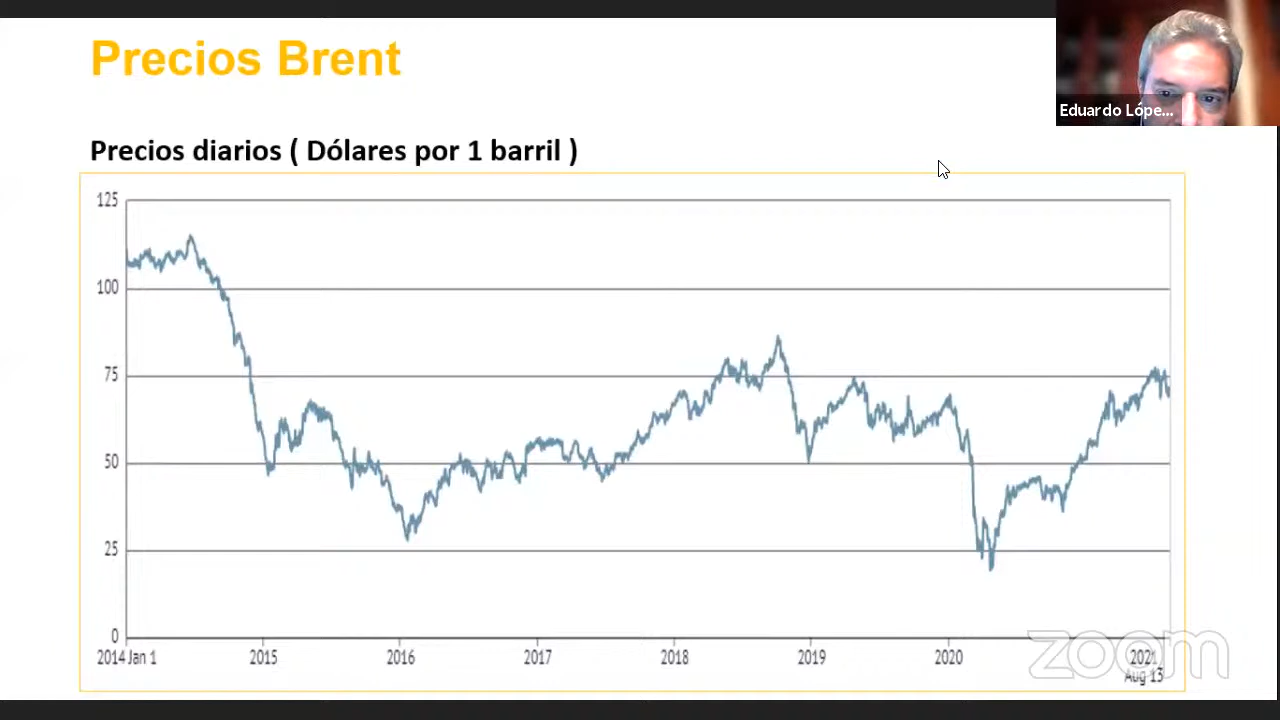 Precios Brent
Eduardo Lópe...
Precios diarios ( Dólares por 1 barril )
125
100
75
50
25
0
2014 Jan 1 2015 2016 2017 2018 2019 2020 2021
Aug 13
zoom